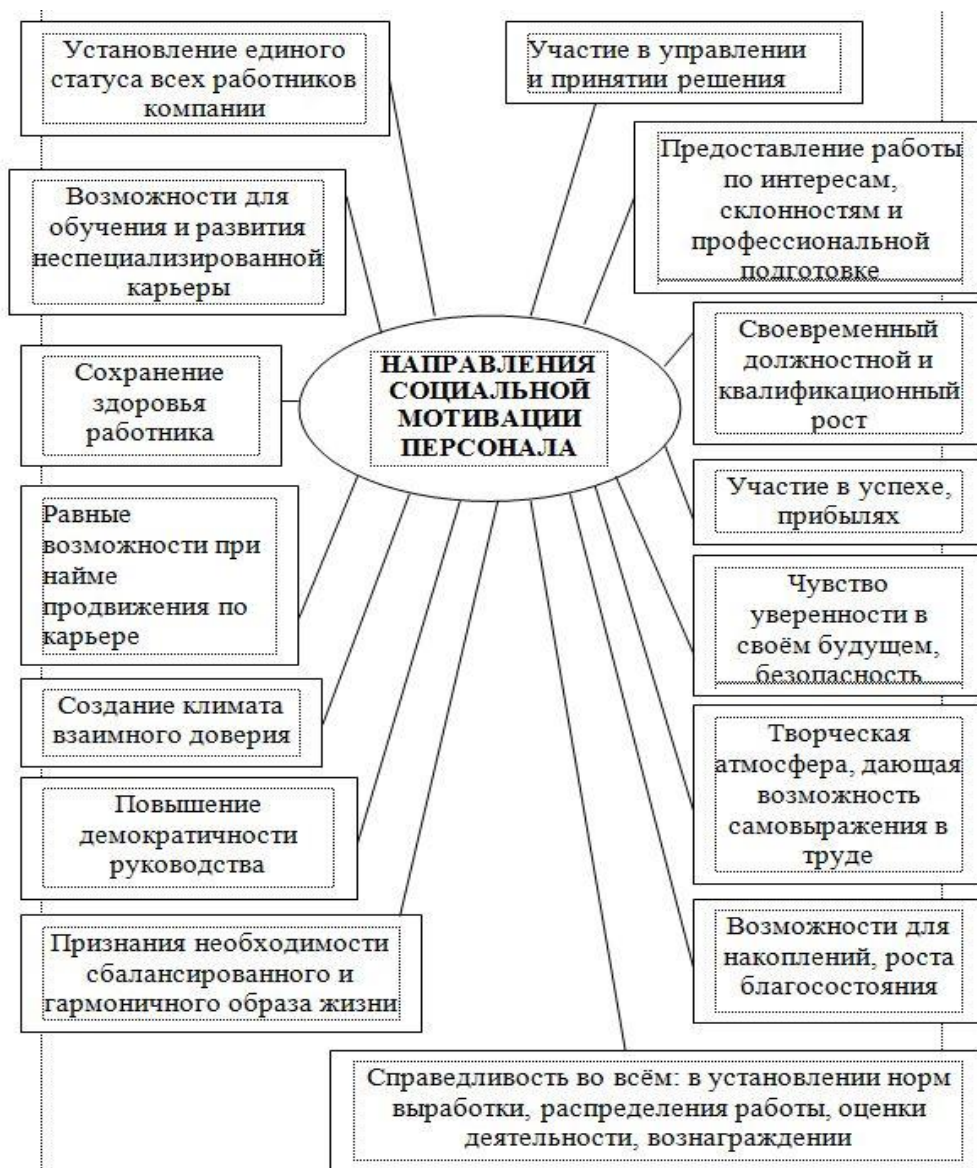 Установление единого
статуса всех работников
компании
Участие в управлении
и принятии решения
Возможности для
обучения и развития
неспециализированной
карьеры
Предоставление работы
по интересам,
склонностям и
профессиональной
подготовке
НАПРАВЛЕНИЯ
СОЦИАЛЬНОЙ
МОТИВАЦИИ
ПЕРСОНАЛА
Сохранение
здоровья
работника
Своевременный
должностной и
квалификационный
рост
Равные
возможности при
найме
продвижения по
карьере
Участие в успехе,
прибылях
Чувство
уверенности в
своём будущем,
безопасность
Создание климата
взаимного доверия
Творческая
атмосфера, дающая
возможность
самовыражения в
труде
Повышение
демократичности
руководства
Признания необходимости
сбалансированного и
гармоничного образа жизни
Возможности для
накоплений, роста
благосостояния
Справедливость во всём: в установлении норм
выработки, распределения работы, оценки
деятельности, вознаграждении